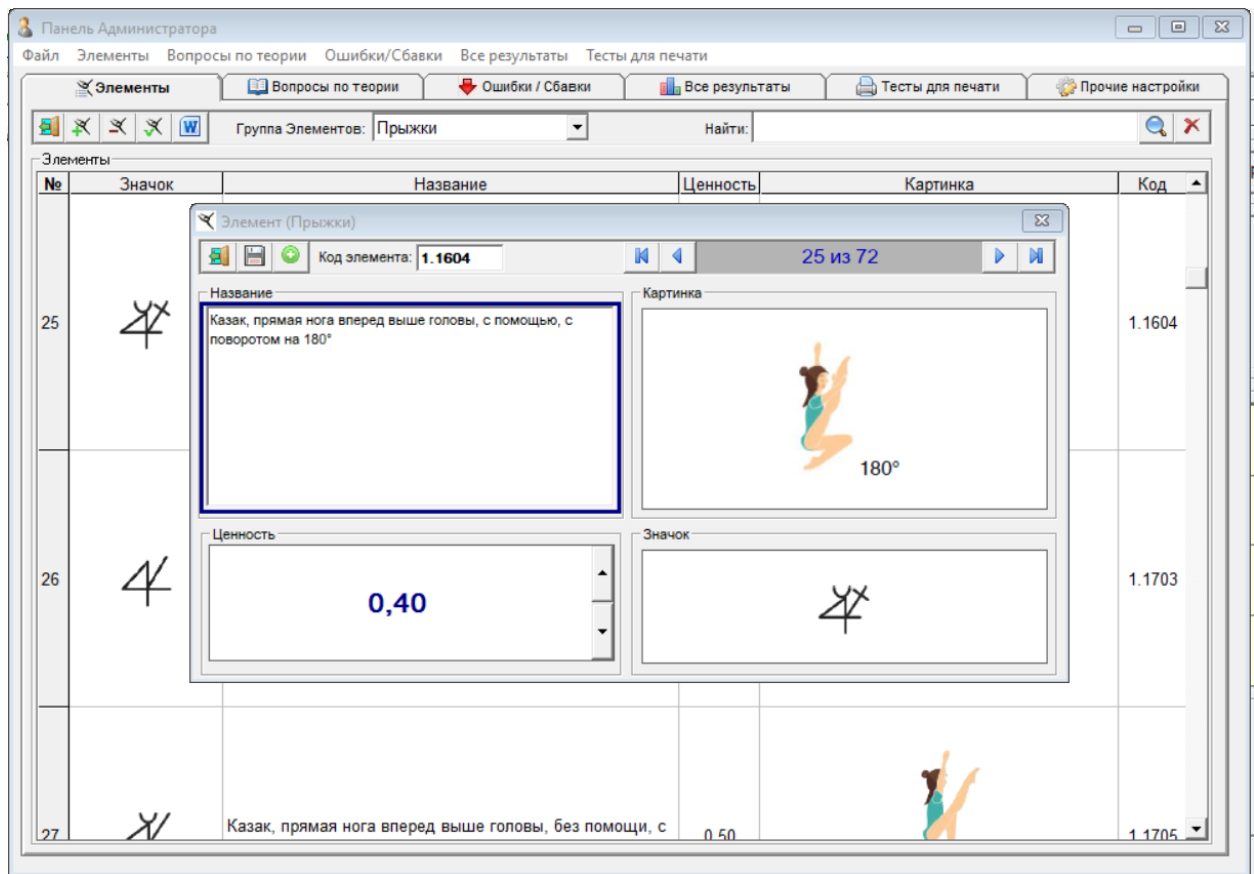 Панель Администратора
Файл Элементы Вопросы по теории Ошибки/Сбавки Все результаты Тесты для печати
Элементы Вопросы по теории Ошибки / Сбавки Все результаты Тесты для печати Прочие настройки
Группа Элементов: Прыжки Найти:
Элементы
№ Значок Название Ценность Картинка Код
Элемент (Прыжки)
Код элемента: 1.1604 25 из 72
Название
Казак, прямая нога вперед выше головы, с помощью, с
поворотом на 180°
Картинка
180°
25 1.1604
Ценность
0,40
Значок
26 1.1703
27 Казак, прямая нога вперед выше головы, без помощи, с 0,50 1.1705